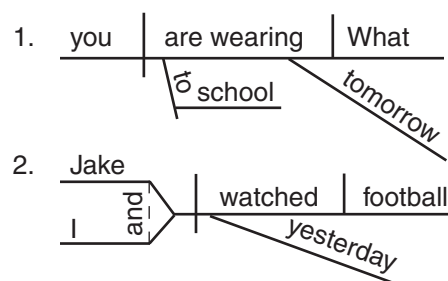 1. you are wearing What
to school
tomorrow
2. Jake
and
I
watched football
yesterday